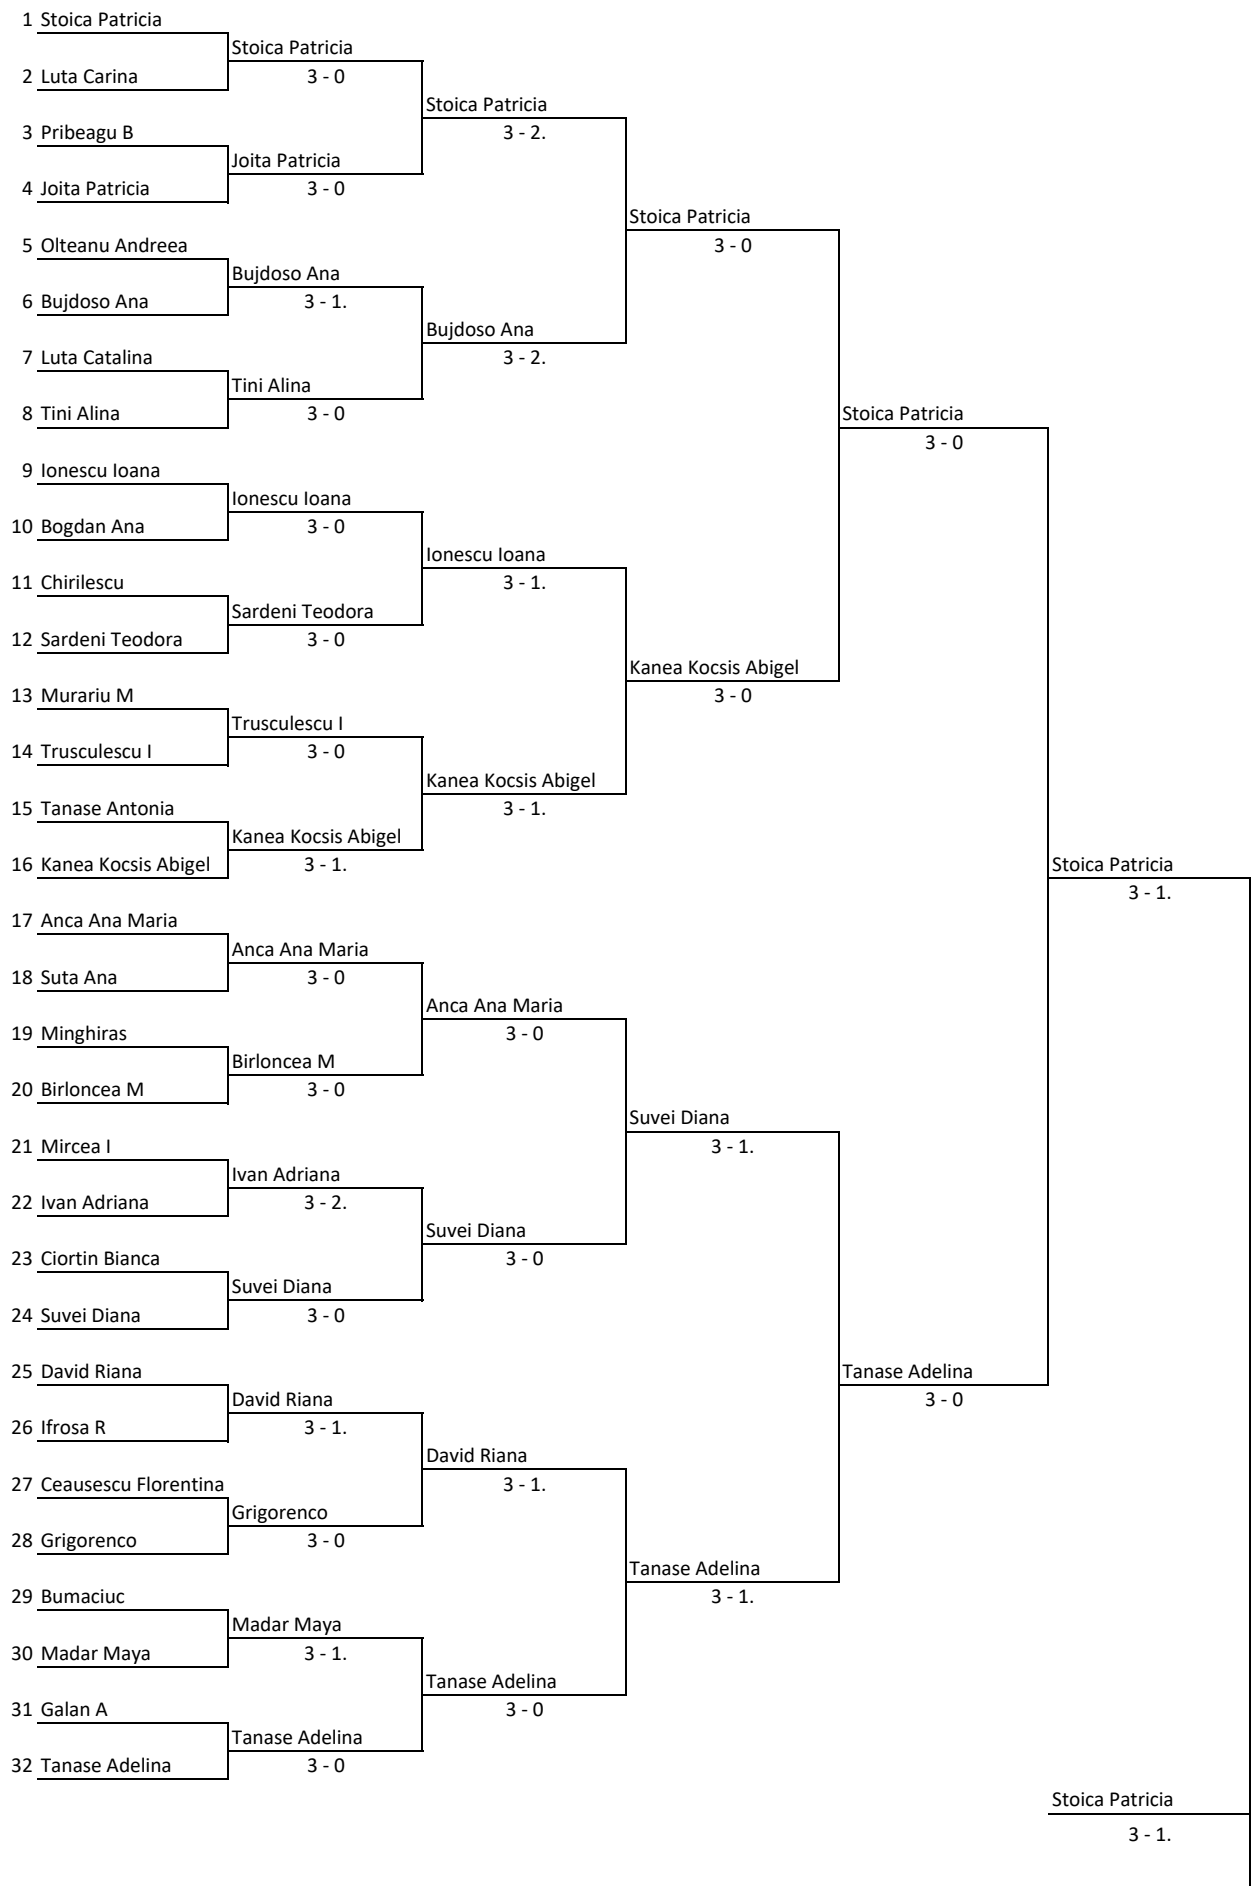 1 Stoica Patricia
Stoica Patricia
2 Luta Carina
3 - 0
Stoica Patricia
3 Pribeagu B
3 - 2.
Joita Patricia
4 Joita Patricia
3 - 0
Stoica Patricia
5 Olteanu Andreea
3 - 0
Bujdoso Ana
6 Bujdoso Ana
3 - 1.
Bujdoso Ana
7 Luta Catalina
3 - 2.
Tini Alina
8 Tini Alina
3 - 0
Stoica Patricia
3 - 0
9 Ionescu Ioana
Ionescu Ioana
10 Bogdan Ana
3 - 0
Ionescu Ioana
11 Chirilescu
3 - 1.
Sardeni Teodora
12 Sardeni Teodora
3 - 0
Kanea Kocsis Abigel
13 Murariu M
3 - 0
Trusculescu I
14 Trusculescu I
3 - 0
Kanea Kocsis Abigel
15 Tanase Antonia
3 - 1.
Kanea Kocsis Abigel
16 Kanea Kocsis Abigel
3 - 1.
Stoica Patricia
3 - 1.
17 Anca Ana Maria
Anca Ana Maria
18 Suta Ana
3 - 0
Anca Ana Maria
19 Minghiras
3 - 0
Birloncea M
20 Birloncea M
3 - 0
Suvei Diana
21 Mircea I
3 - 1.
Ivan Adriana
22 Ivan Adriana
3 - 2.
Suvei Diana
23 Ciortin Bianca
3 - 0
Suvei Diana
24 Suvei Diana
3 - 0
25 David Riana
Tanase Adelina
3 - 0
David Riana
26 Ifrosa R
3 - 1.
David Riana
27 Ceausescu Florentina
3 - 1.
Grigorenco
28 Grigorenco
3 - 0
Tanase Adelina
29 Bumaciuc
3 - 1.
Madar Maya
30 Madar Maya
3 - 1.
Tanase Adelina
31 Galan A
3 - 0
Tanase Adelina
32 Tanase Adelina
3 - 0
Stoica Patricia
3 - 1.